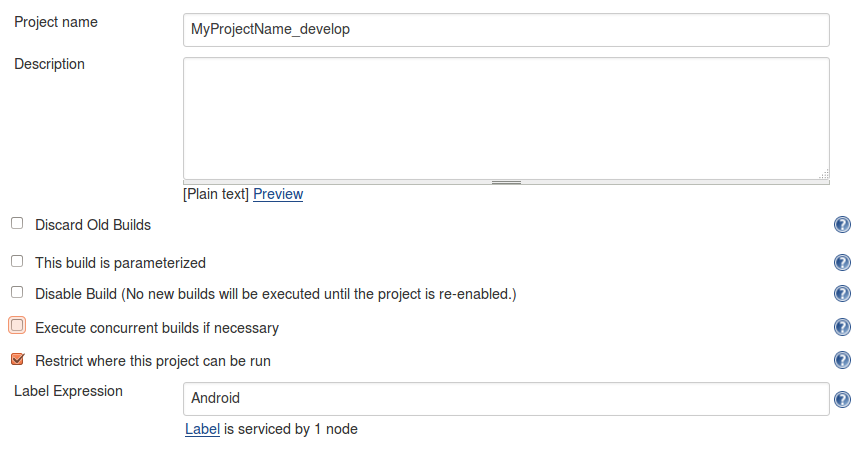 Project name
MyProjectName_develop
Description
[Plain text] Preview
Discard Old Builds
?
This build is parameterized
?
Disable Build (No new builds will be executed until the project is re-enabled.)
?
Execute concurrent builds if necessary
?
Restrict where this project can be run
?
Label Expression
Android
?
Label is serviced by 1 node